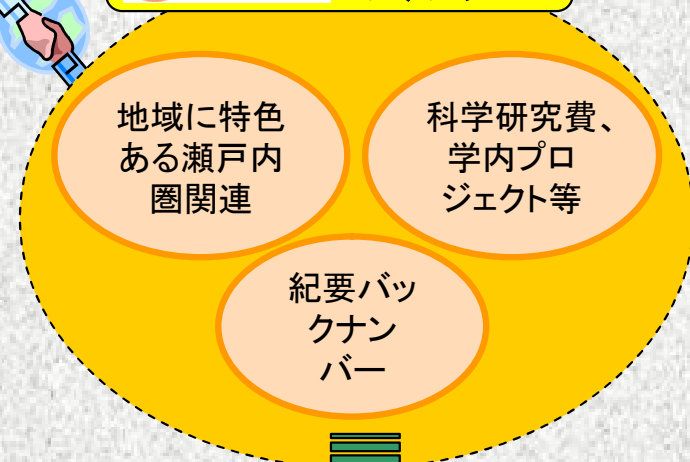 地域に特色
ある瀬戸内
圏関連
科学研究費、
学内プロ
ジェクト等
紀要バッ
クナン
バー